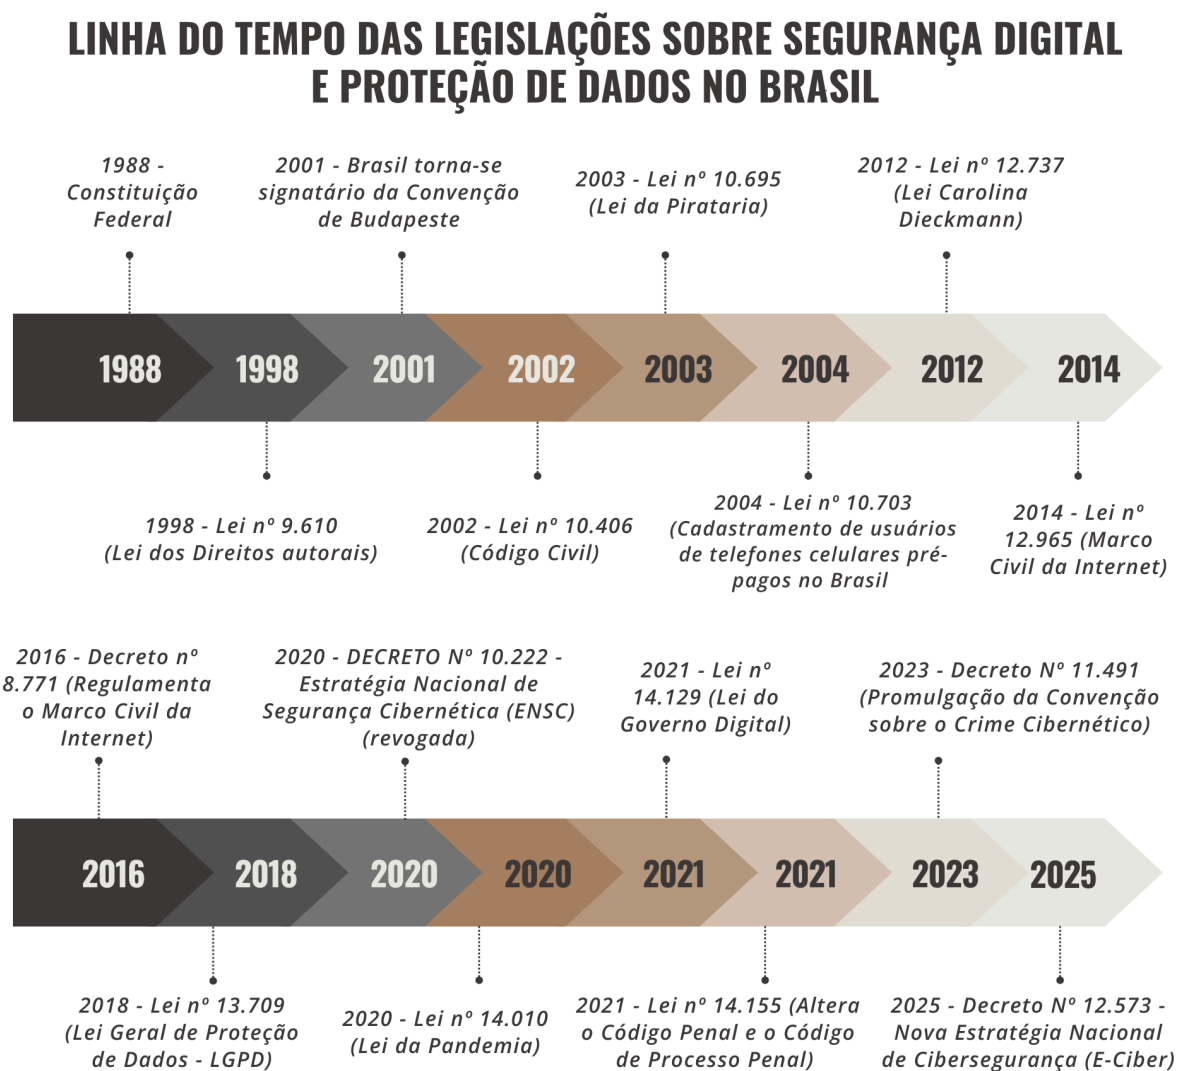 LINHA DO TEMPO DAS LEGISLAÇÕES SOBRE SEGURANÇA DIGITAL
E PROTEÇÃO DE DADOS NO BRASIL
1988 -
Constituição
Federal
2001 - Brasil torna-se
signatário da Convenção
de Budapeste
2003 - Lei nº 10.695
(Lei da Pirataria)
2012 - Lei nº 12.737
(Lei Carolina
Dieckmann)
1988
1998
2001
2002
2003
2004
2012
2014
1998 - Lei nº 9.610
(Lei dos Direitos autorais)
2002 - Lei nº 10.406
(Código Civil)
2004 - Lei nº 10.703
(Cadastramento de usuários
de telefones celulares pré-
pagos no Brasil
2014 - Lei nº
12.965 (Marco
Civil da Internet)
2016 - Decreto nº
8.771 (Regulamenta
o Marco Civil da
Internet)
2020 - DECRETO Nº 10.222 -
Estratégia Nacional de
Segurança Cibernética (ENSC)
(revogada)
2021 - Lei nº
14.129 (Lei do
Governo Digital)
2023 - Decreto Nº 11.491
(Promulgação da Convenção
sobre o Crime Cibernético)
2016
2018
2020
2020
2021
2021
2023
2025
2018 - Lei nº 13.709
(Lei Geral de Proteção
de Dados - LGPD)
2020 - Lei nº 14.010
(Lei da Pandemia)
2021 - Lei nº 14.155 (Altera
o Código Penal e o Código
de Processo Penal)
2025 - Decreto Nº 12.573 -
Nova Estratégia Nacional
de Cibersegurança (E-Ciber)